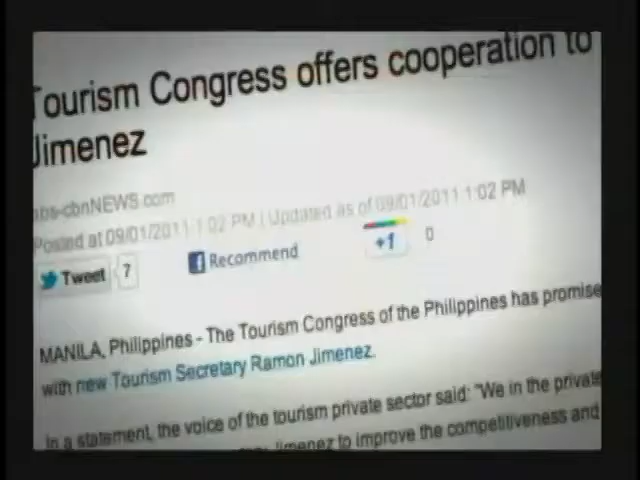 Tourism Congress offers cooperation to
Jimenez
abs-cbnNEWS.com
Posted at 09/01/2011 1:02 PM | Updated as of 09/01/2011 1:02 PM
Tweet 7 Recommend +1 0
MANILA, Philippines - The Tourism Congress of the Philippines has promise
with new Tourism Secretary Ramon Jimenez.
In a statement, the voice of the tourism private sector said: "We in the private
Jimenez to improve the competitiveness and